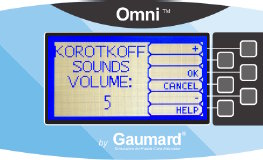 Omni™
KOROTKOFF
SOUNDS
VOLUME:
5
+
OK
CANCEL
-
HELP
by Gaumard®